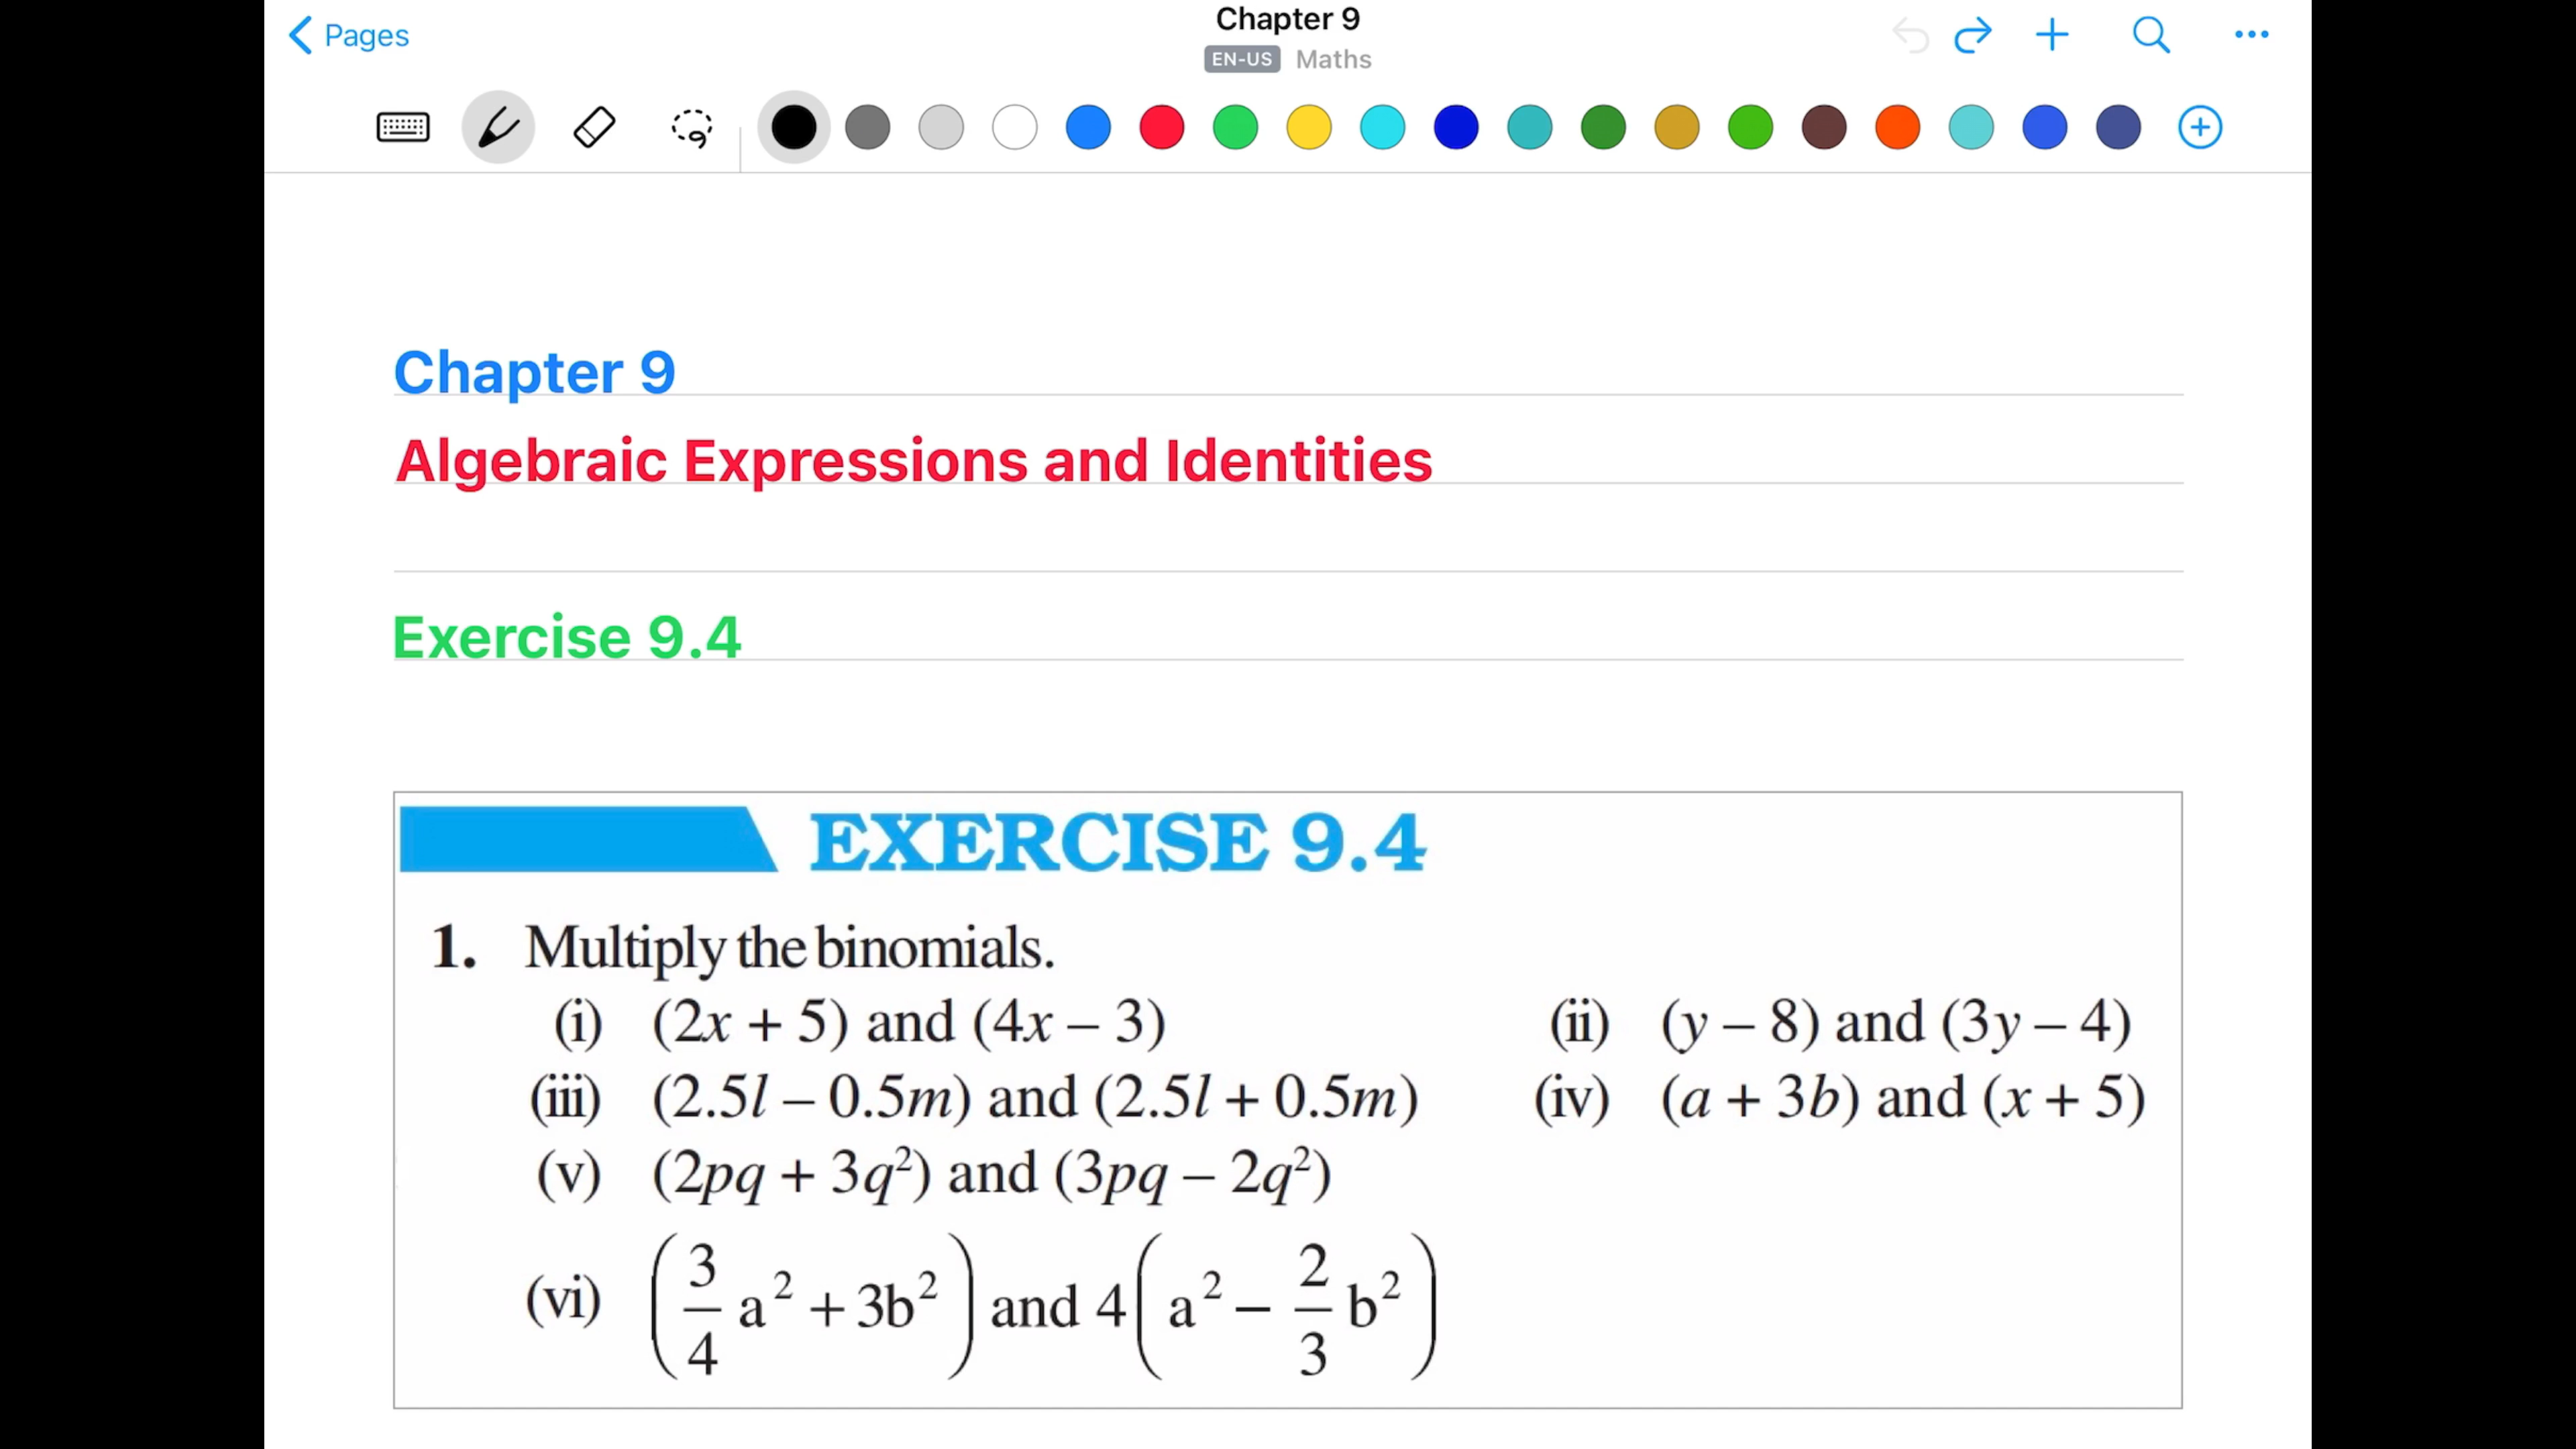 Pages
Chapter 9
EN-US Maths
Chapter 9
Algebraic Expressions and Identities
Exercise 9.4
EXERCISE 9.4
1. Multiply the binomials.
(i) (2x + 5) and (4x – 3) (ii) (y – 8) and (3y – 4)
(iii) (2.5l – 0.5m) and (2.5l + 0.5m) (iv) (a + 3b) and (x + 5)
(v) (2pq + 3q²) and (3pq – 2q²)
(vi) (3/4 a² + 3b²) and 4(a² – 2/3 b²)